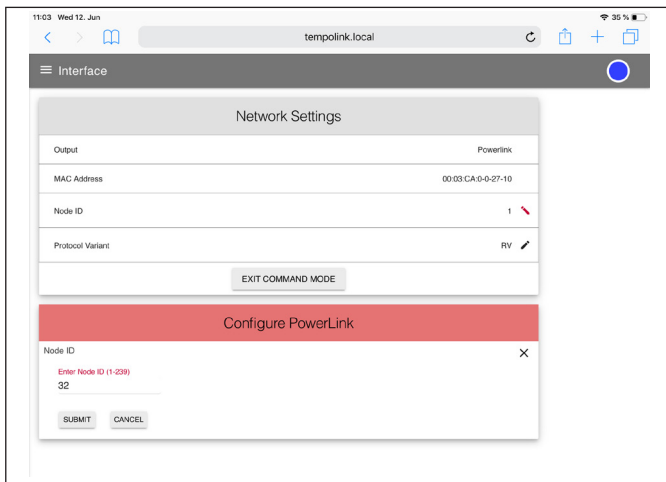 11:03 Wed 12. Jun 35 %
tempolink.local
Interface
Network Settings
Output Powerlink
MAC Address 00:03:CA:0-0-27-10
Node ID 1
Protocol Variant RV
EXIT COMMAND MODE
Configure PowerLink
Node ID
Enter Node ID (1-239)
32
SUBMIT CANCEL